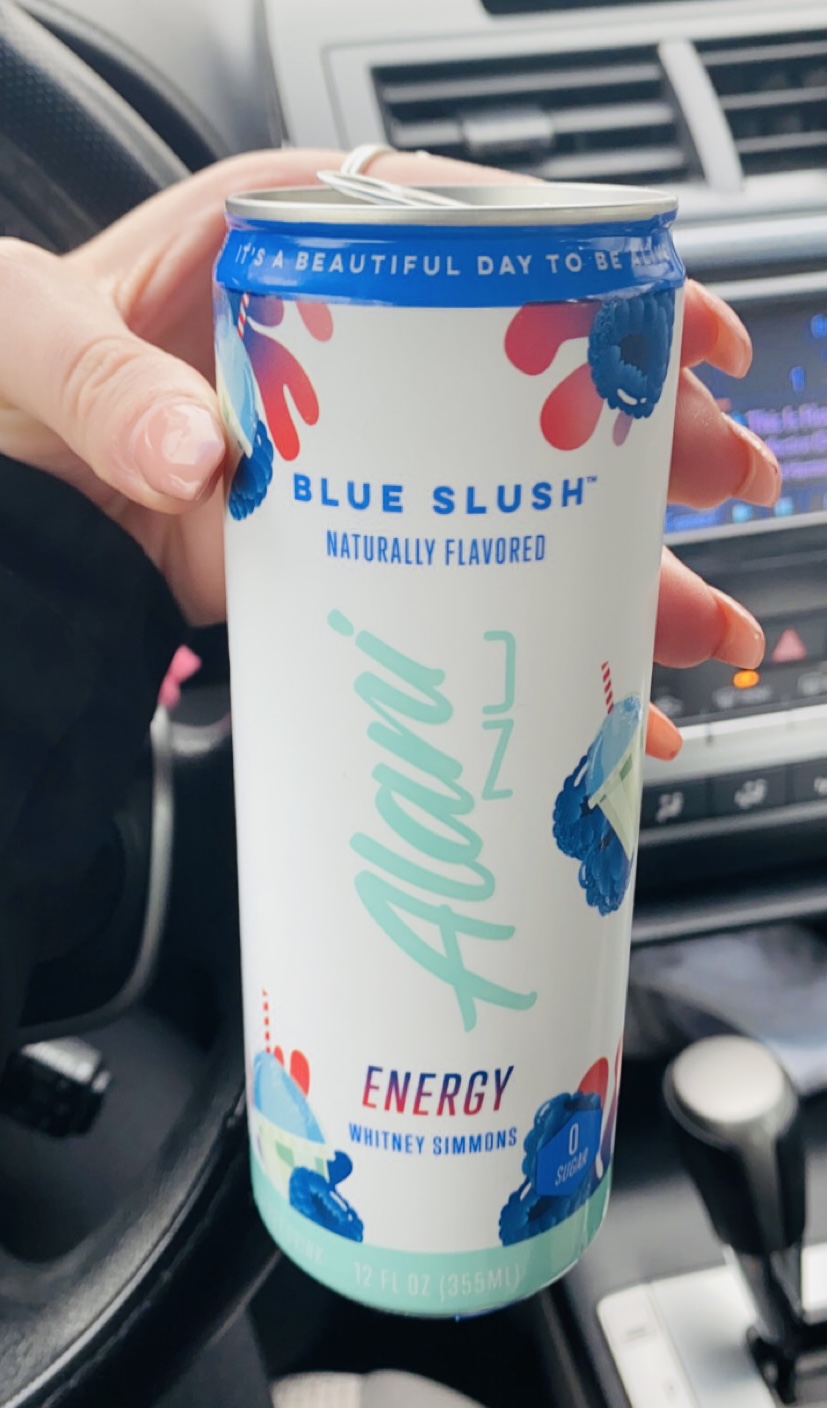 IT'S A BEAUTIFUL DAY TO BE
BLUE SLUSH™
NATURALLY FLAVORED
Alani
NU
ENERGY
WHITNEY SIMMONS
0
SUGAR
12 FL OZ (355ML)